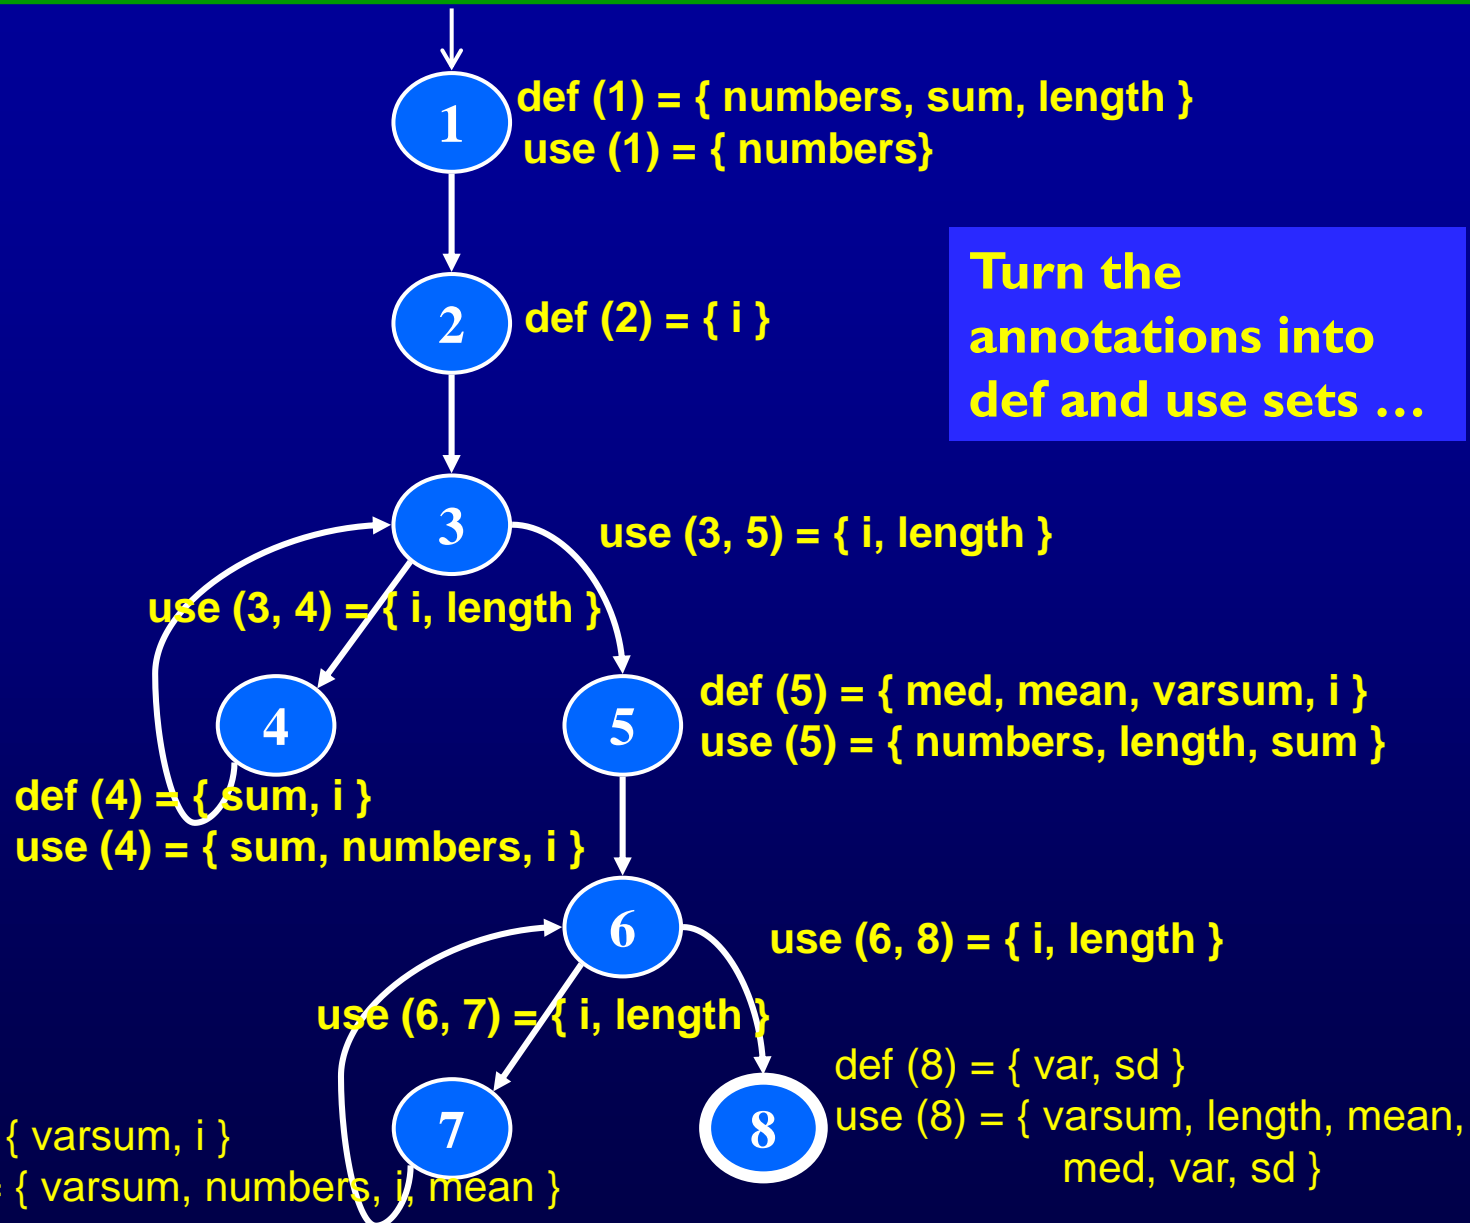 1
def (1) = { numbers, sum, length }
use (1) = { numbers}
2
def (2) = { i }
Turn the
annotations into
def and use sets …
3
use (3, 5) = { i, length }
use (3, 4) = { i, length }
4
5
def (5) = { med, mean, varsum, i }
use (5) = { numbers, length, sum }
def (4) = { sum, i }
use (4) = { sum, numbers, i }
6
use (6, 8) = { i, length }
use (6, 7) = { i, length }
7
8
def (8) = { var, sd }
use (8) = { varsum, length, mean,
med, var, sd }
{ varsum, i }
= { varsum, numbers, i, mean }